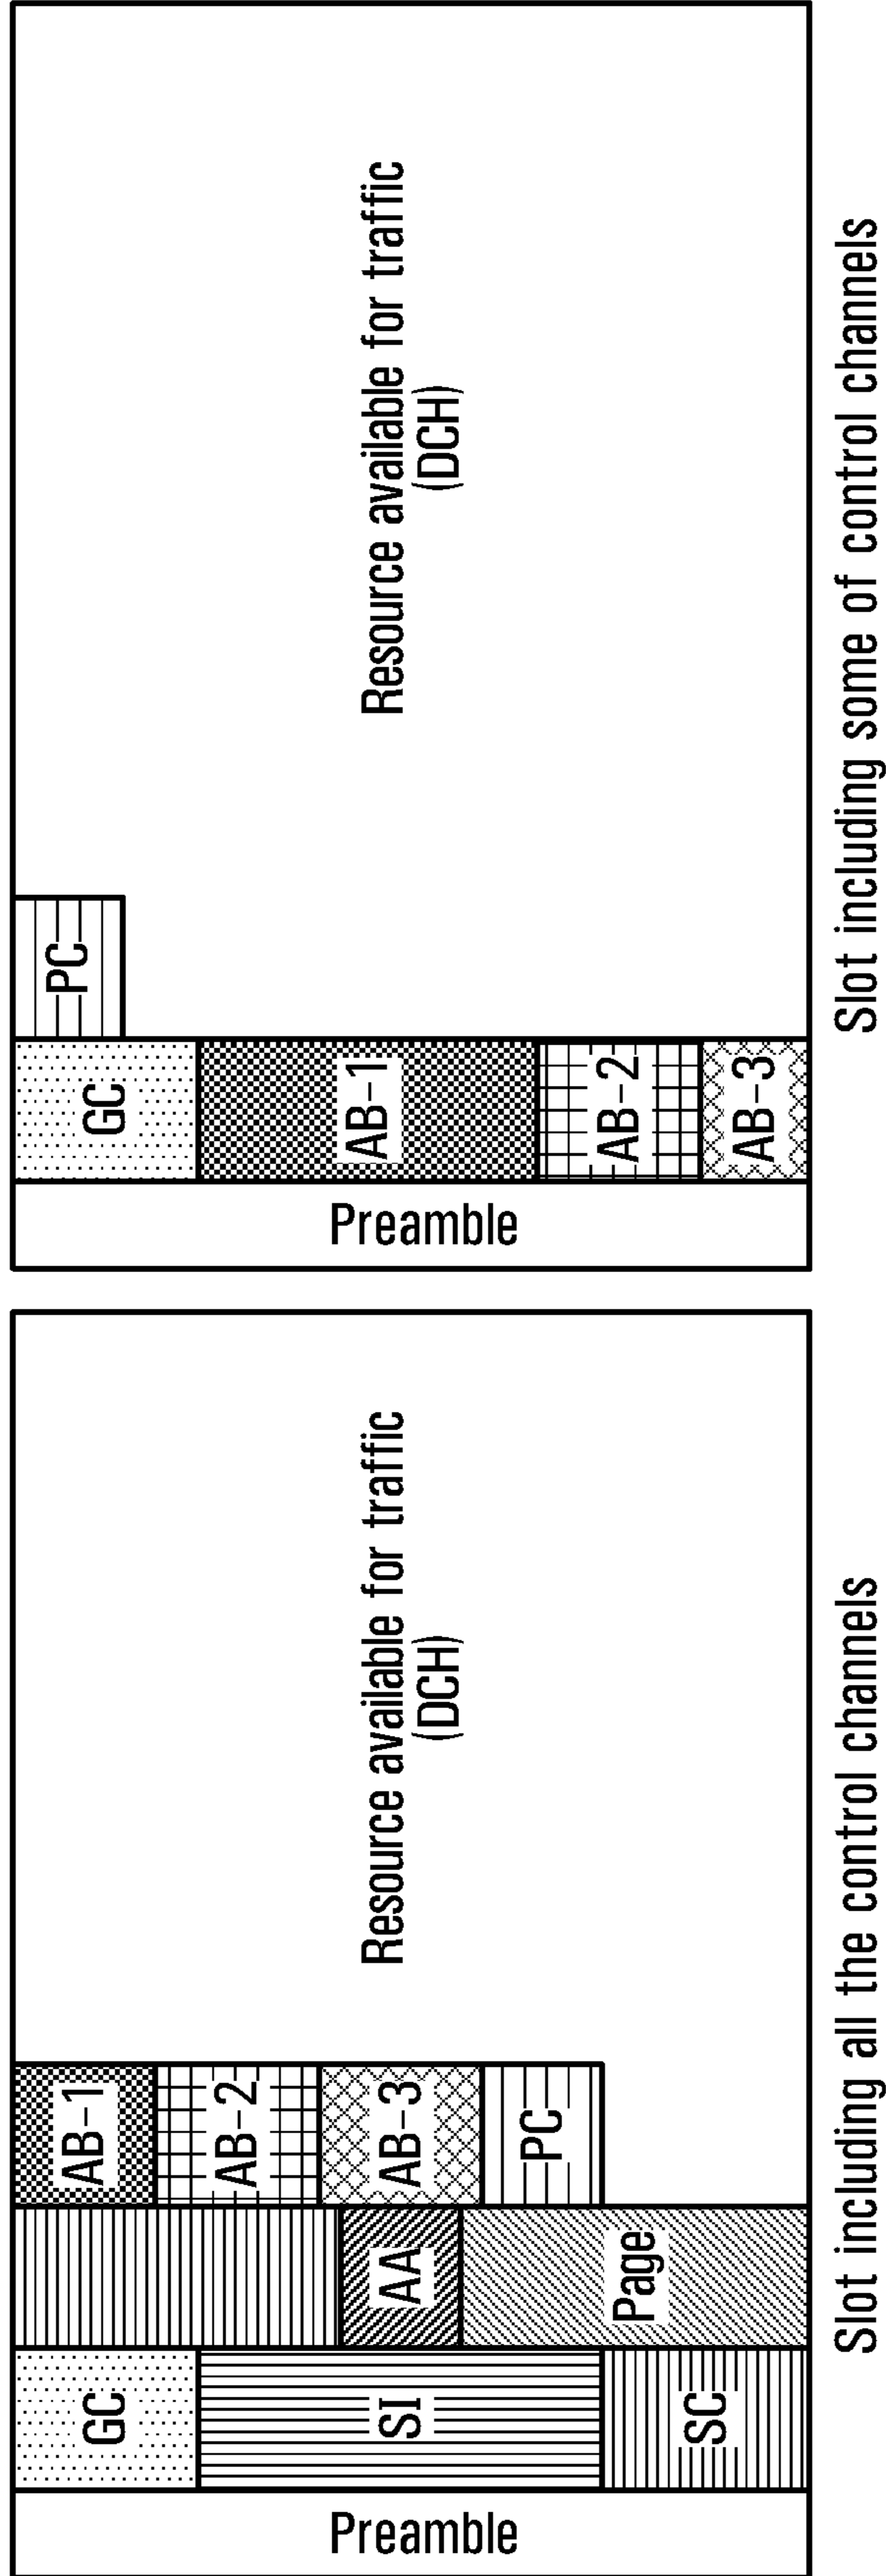 Preamble
GC
SI
SC
AA
Page
AB-1
AB-2
AB-3
PC
Resource available for traffic
(DCH)
Slot including all the control channels
Preamble
GC
AB-1
AB-2
AB-3
PC
Resource available for traffic
(DCH)
Slot including some of control channels